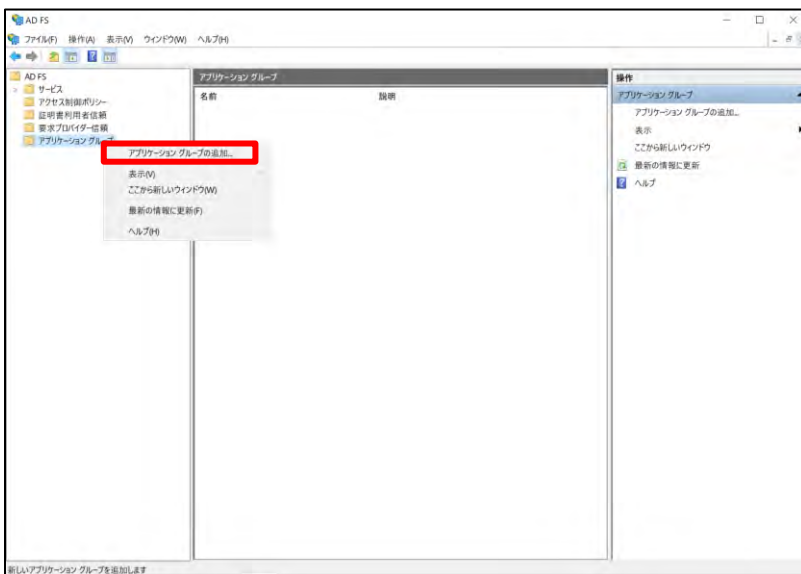 AD FS
ファイル(F) 操作(A) 表示(V) ウィンドウ(W) ヘルプ(H)
AD FS
サービス
アクセス制御ポリシー
証明書利用者信頼
要求プロバイダー信頼
アプリケーション グループ
アプリケーション グループの追加...
表示(V)
ここから新しいウィンドウ(W)
最新の情報に更新(F)
ヘルプ(H)
アプリケーション グループ
名前 説明
操作
アプリケーション グループ
アプリケーション グループの追加...
表示
ここから新しいウィンドウ
最新の情報に更新
ヘルプ
新しいアプリケーション グループを追加します